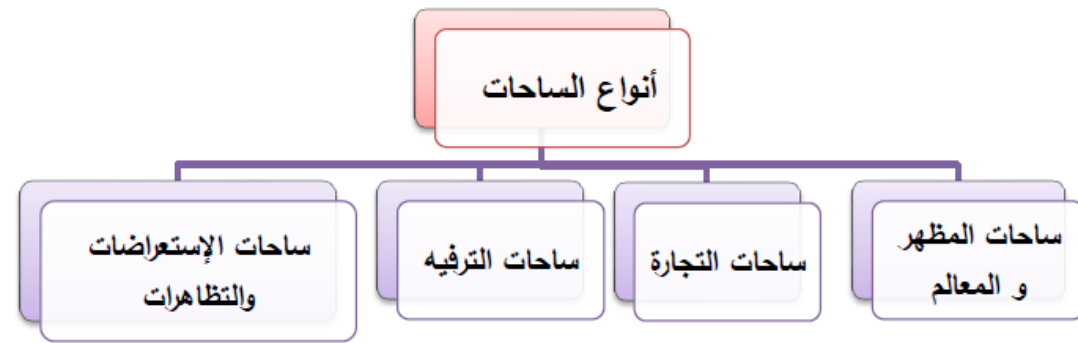 أنواع الساحات
ساحات المظهر
و المعالم
ساحات التجارة
ساحات الترفيه
ساحات الإستعراضات
والتظاهرات